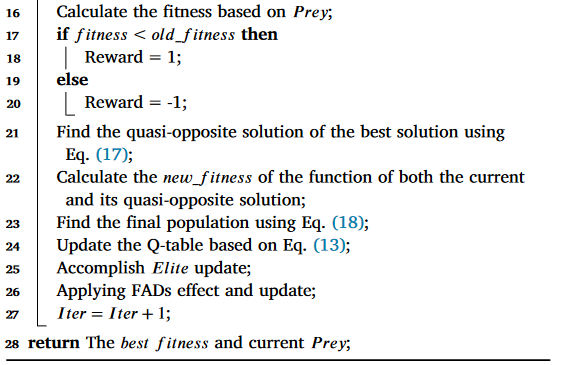 16 Calculate the fitness based on Prey;
17 if fitness < old_fitness then
18 Reward = 1;
19 else
20 Reward = -1;
21 Find the quasi-opposite solution of the best solution using
Eq. (17);
22 Calculate the new_fitness of the function of both the current
and its quasi-opposite solution;
23 Find the final population using Eq. (18);
24 Update the Q-table based on Eq. (13);
25 Accomplish Elite update;
26 Applying FADs effect and update;
27 Iter = Iter + 1;
28 return The best fitness and current Prey;